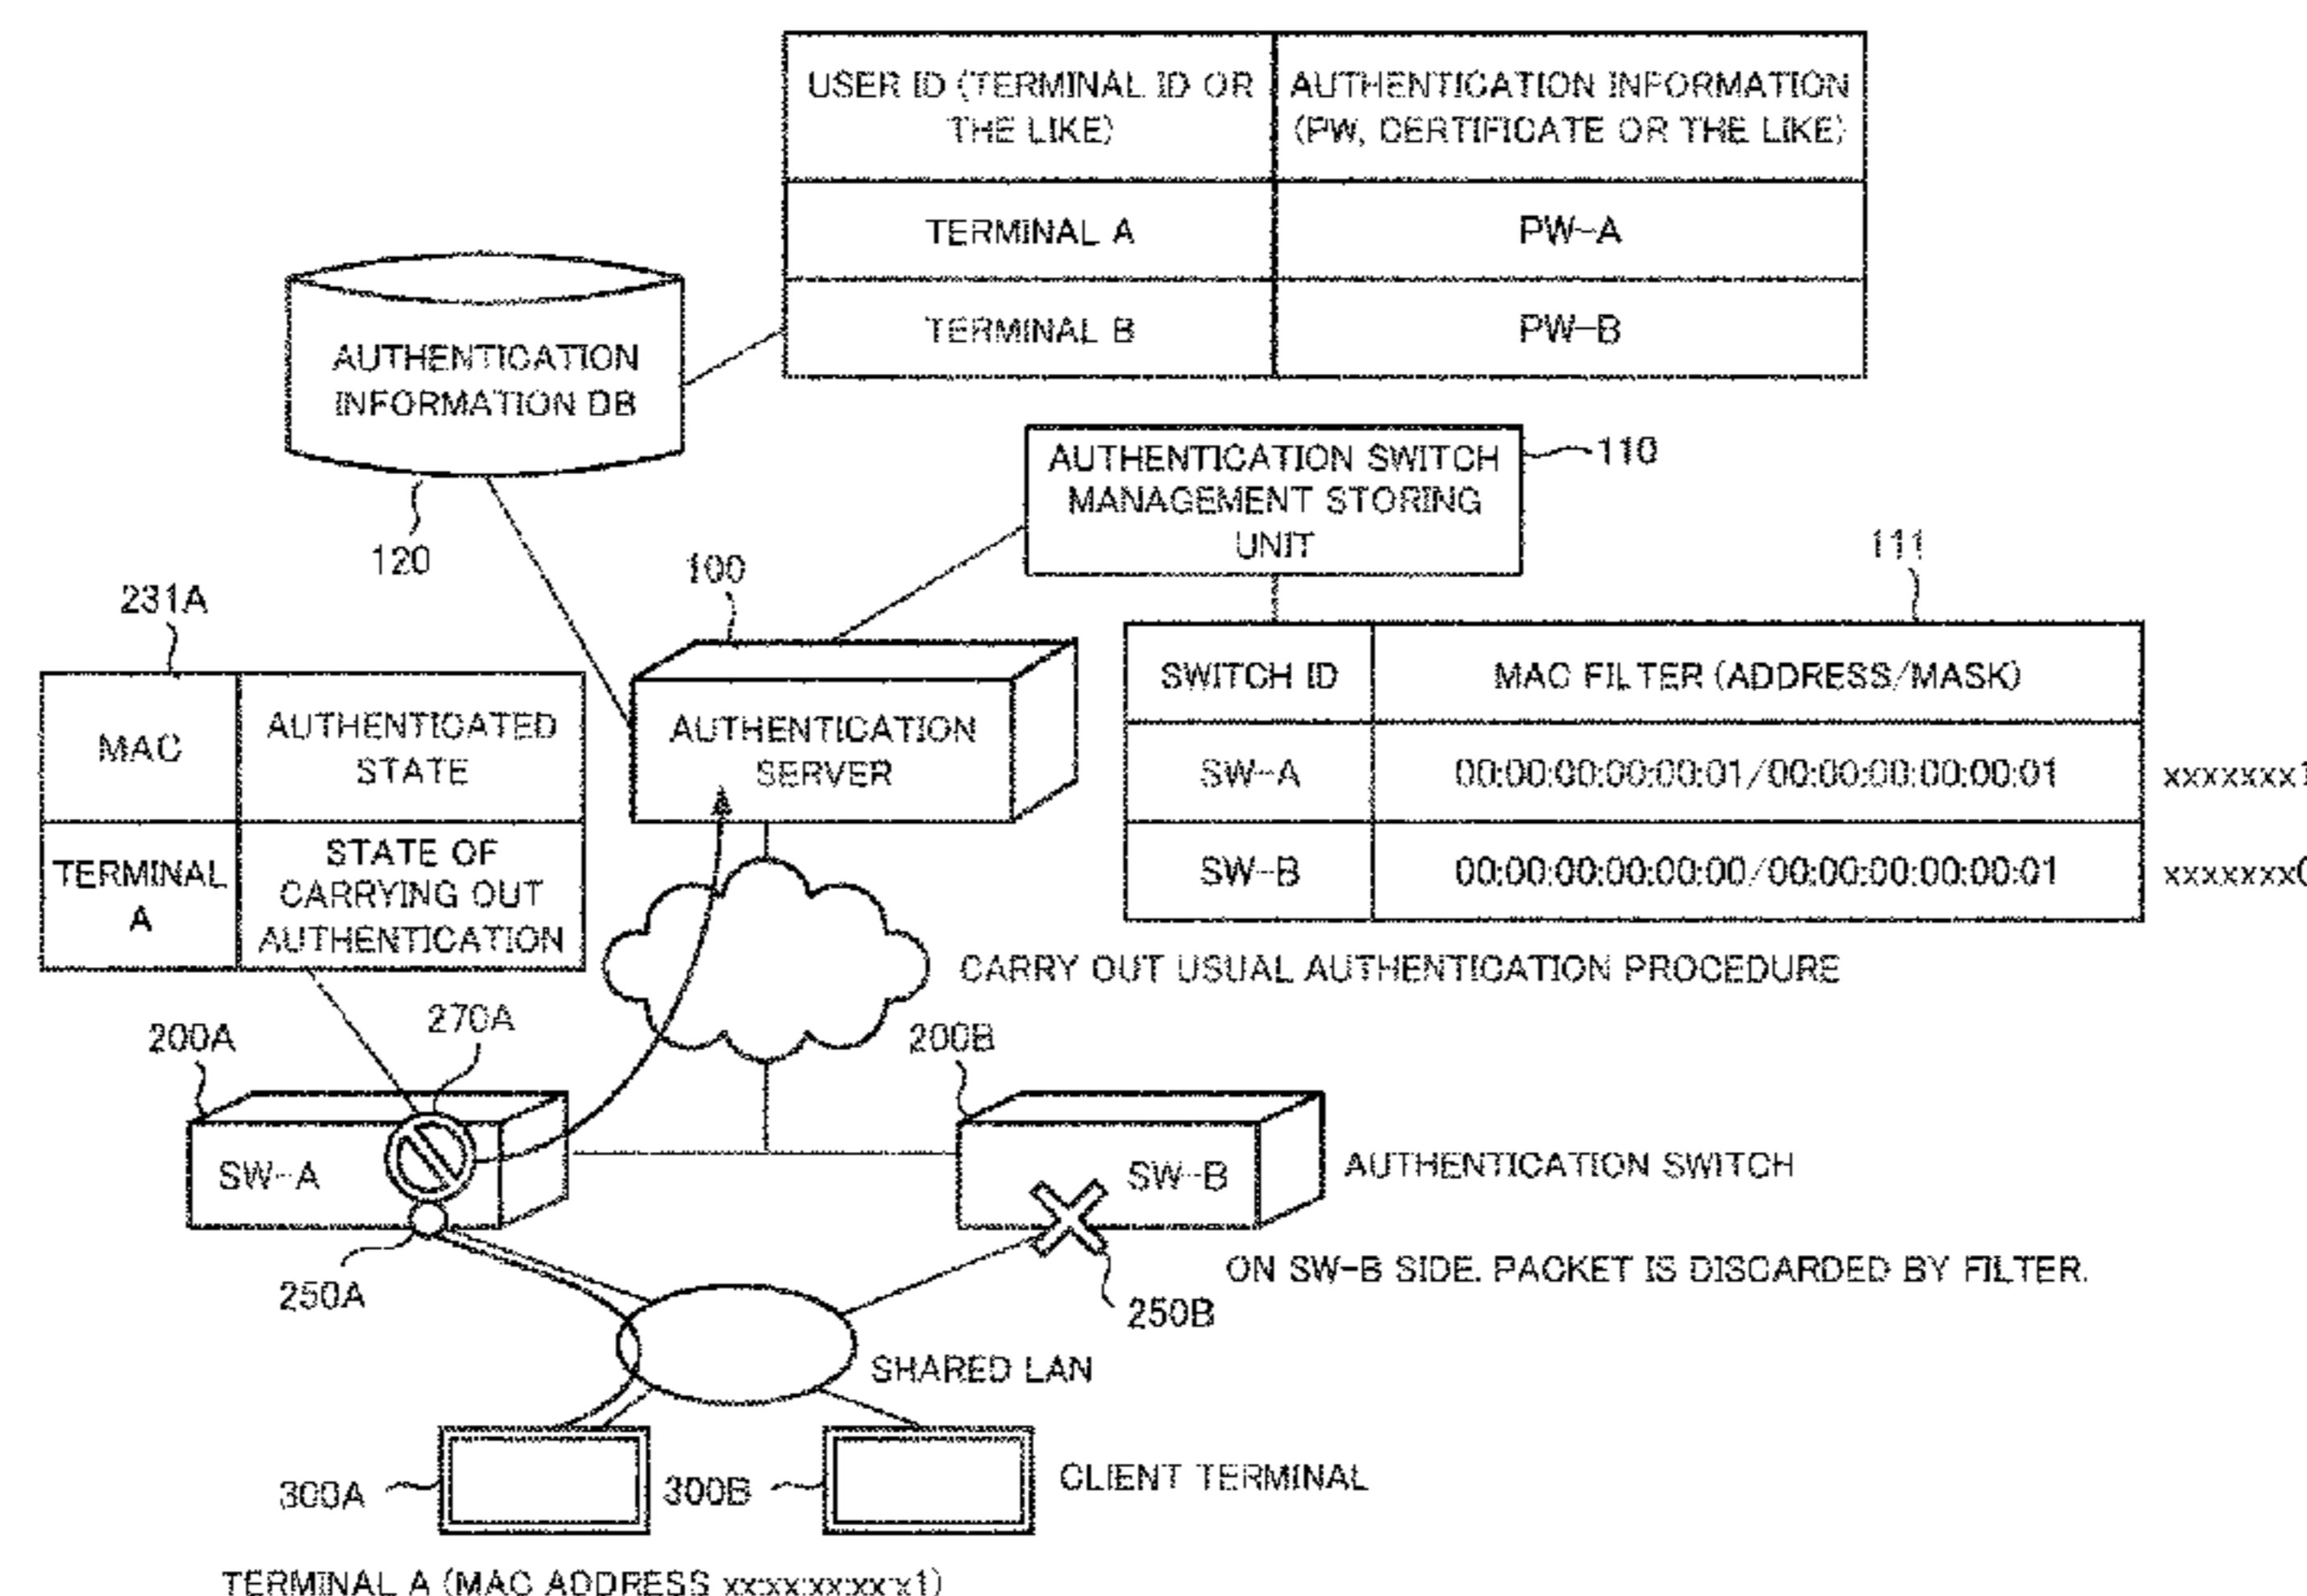 USER ID (TERMINAL ID OR
THE LIKE)
AUTHENTICATION INFORMATION
(PW, CERTIFICATE OR THE LIKE)
TERMINAL A
PW-A
TERMINAL B
PW-B
AUTHENTICATION
INFORMATION DB
120
AUTHENTICATION SWITCH
MANAGEMENT STORING
UNIT
110
111
SWITCH ID
MAC FILTER (ADDRESS/MASK)
SW-A
00:00:00:00:00:01/00:00:00:00:00:01
xxxxxxx1
SW-B
00:00:00:00:00:00/00:00:00:00:00:01
xxxxxxx0
231A
MAC
AUTHENTICATED
STATE
TERMINAL
A
STATE OF
CARRYING OUT
AUTHENTICATION
100
AUTHENTICATION
SERVER
CARRY OUT USUAL AUTHENTICATION PROCEDURE
200A
270A
200B
SW-A
SW-B
AUTHENTICATION SWITCH
250A
250B
ON SW-B SIDE. PACKET IS DISCARDED BY FILTER.
SHARED LAN
300A
300B
CLIENT TERMINAL
TERMINAL A (MAC ADDRESS xx:xx:xx:xx:x1)